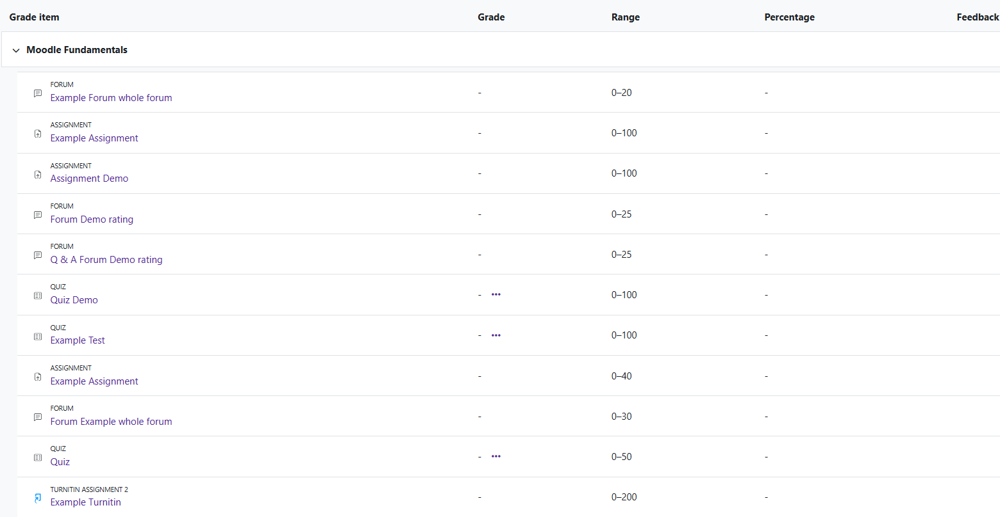 Grade item Grade Range Percentage Feedback
Moodle Fundamentals
FORUM
Example Forum whole forum - 0–20 -
ASSIGNMENT
Example Assignment - 0–100 -
ASSIGNMENT
Assignment Demo - 0–100 -
FORUM
Forum Demo rating - 0–25 -
FORUM
Q & A Forum Demo rating - 0–25 -
QUIZ
Quiz Demo - ••• 0–100 -
QUIZ
Example Test - ••• 0–100 -
ASSIGNMENT
Example Assignment - 0–40 -
FORUM
Forum Example whole forum - 0–30 -
QUIZ
Quiz - ••• 0–50 -
TURNITIN ASSIGNMENT 2
Example Turnitin - 0–200 -